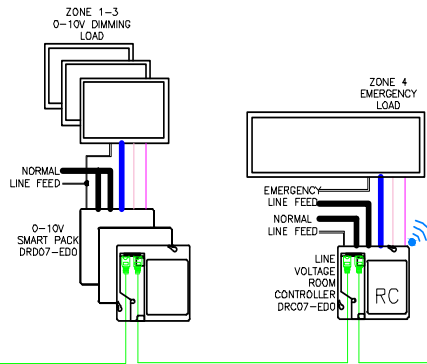 ZONE 1-3
0-10V DIMMING
LOAD
NORMAL
LINE FEED
0-10V
SMART PACK
DRD07-ED0
ZONE 4
EMERGENCY
LOAD
EMERGENCY
LINE FEED
NORMAL
LINE FEED
LINE
VOLTAGE
ROOM
CONTROLLER
DRC07-ED0
RC